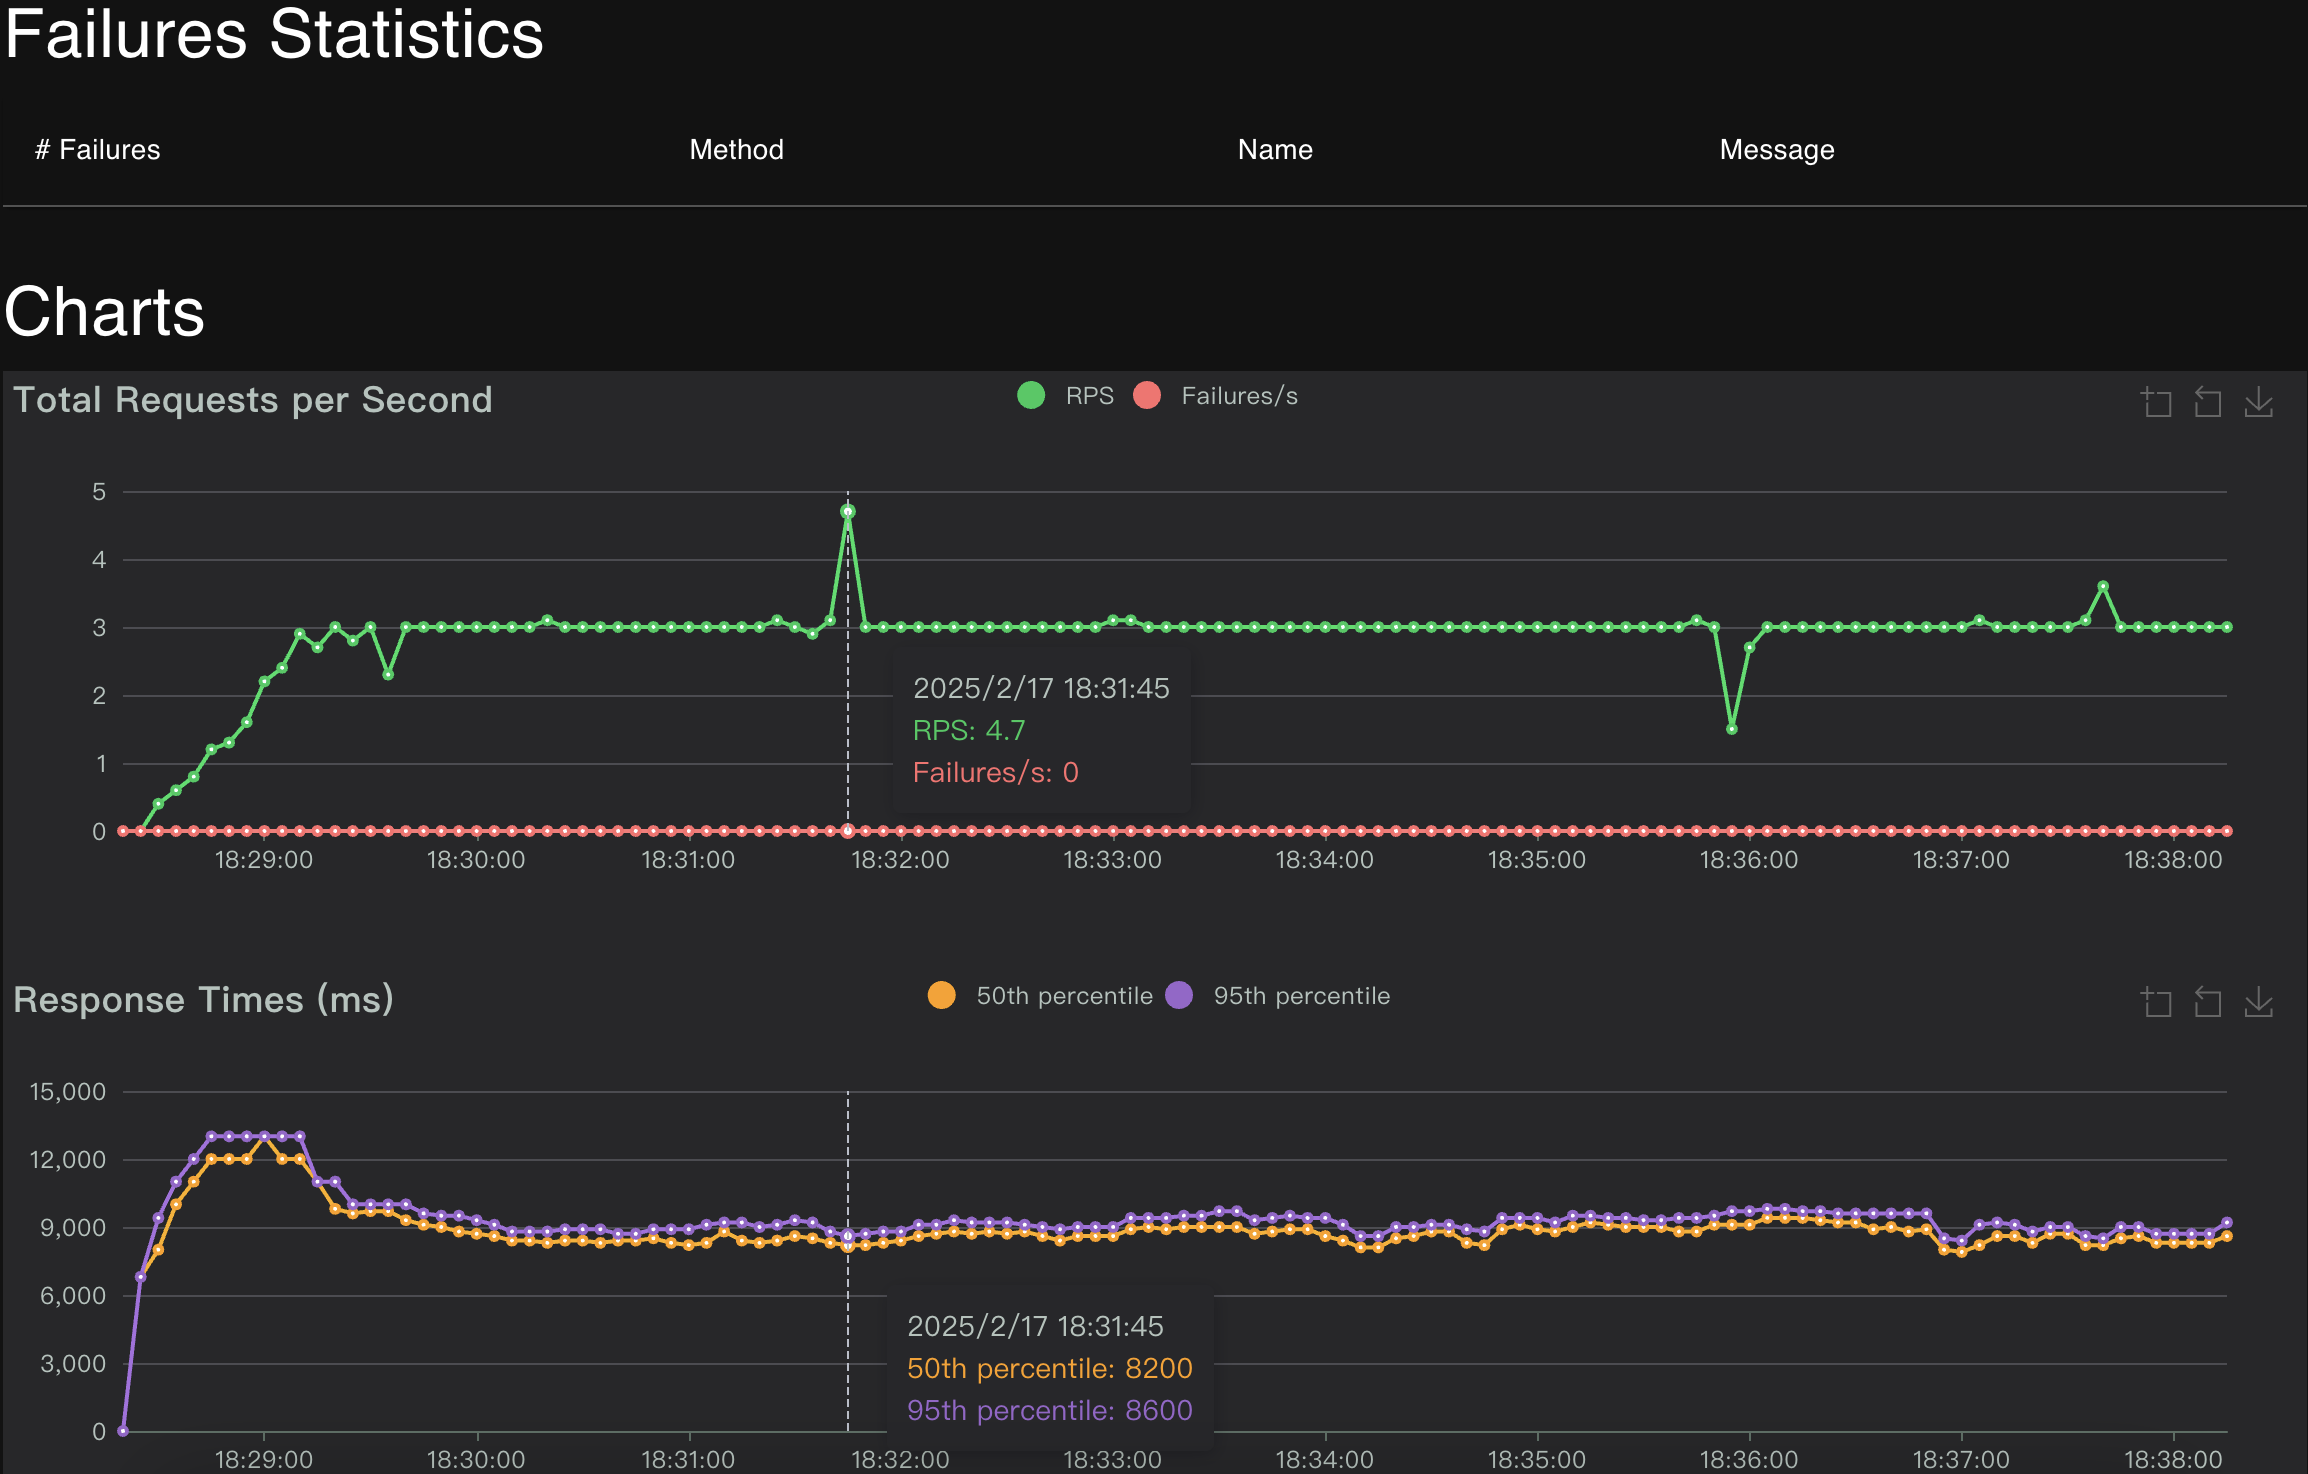 Failures Statistics
# Failures Method Name Message
Charts
Total Requests per Second
RPS Failures/s
5
4
3
2
1
0
2025/2/17 18:31:45
RPS: 4.7
Failures/s: 0
18:29:00 18:30:00 18:31:00 18:32:00 18:33:00 18:34:00 18:35:00 18:36:00 18:37:00 18:38:00
Response Times (ms)
50th percentile 95th percentile
15,000
12,000
9,000
6,000
3,000
0
2025/2/17 18:31:45
50th percentile: 8200
95th percentile: 8600
18:29:00 18:30:00 18:31:00 18:32:00 18:33:00 18:34:00 18:35:00 18:36:00 18:37:00 18:38:00